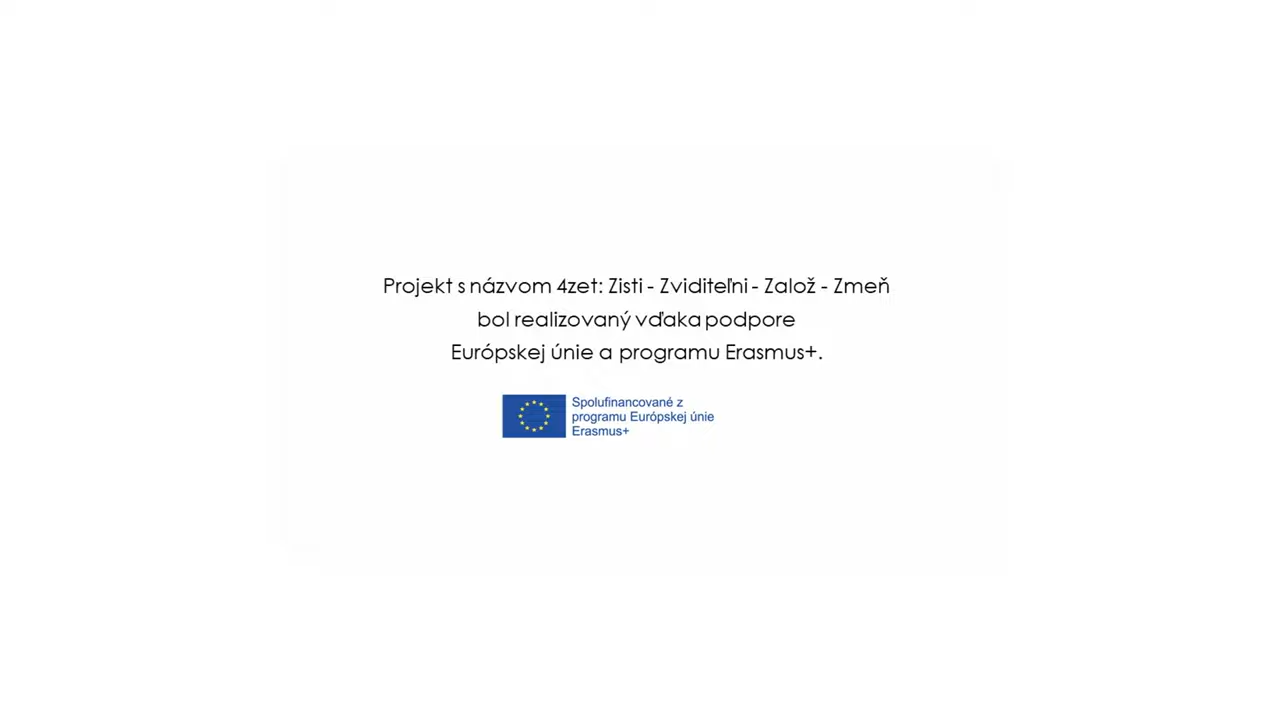 Projekt s názvom 4zet: Zisti - Zviditeľni - Založ - Zmeň
bol realizovaný vďaka podpore
Európskej únie a programu Erasmus+.
Spolufinancované z
programu Európskej únie
Erasmus+